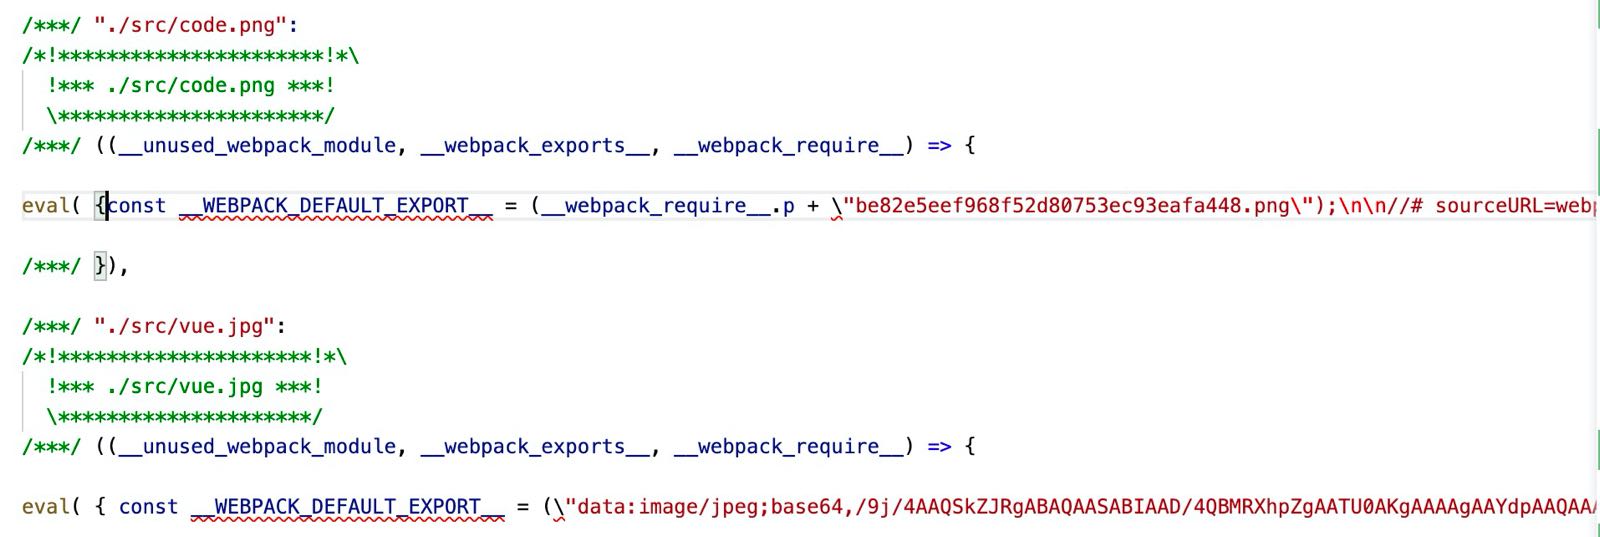 /***/ "./src/code.png":
/*!**********************!*\
!*** ./src/code.png ***!
\**********************/
/***/ ((__unused_webpack_module, __webpack_exports__, __webpack_require__) => {
eval( {const __WEBPACK_DEFAULT_EXPORT__ = (__webpack_require__.p + \"be82e5eef968f52d80753ec93eafa448.png\");\n\n//# sourceURL=web
/***/ }),
/***/ "./src/vue.jpg":
/*!*********************!*\
!*** ./src/vue.jpg ***!
\*********************/
/***/ ((__unused_webpack_module, __webpack_exports__, __webpack_require__) => {
eval( { const __WEBPACK_DEFAULT_EXPORT__ = (\"data:image/jpeg;base64,/9j/4AAQSkZJRgABAQAASABIAAD/4QBMRXhpZgAATU0AKgAAAAgAAYdpAAQAA